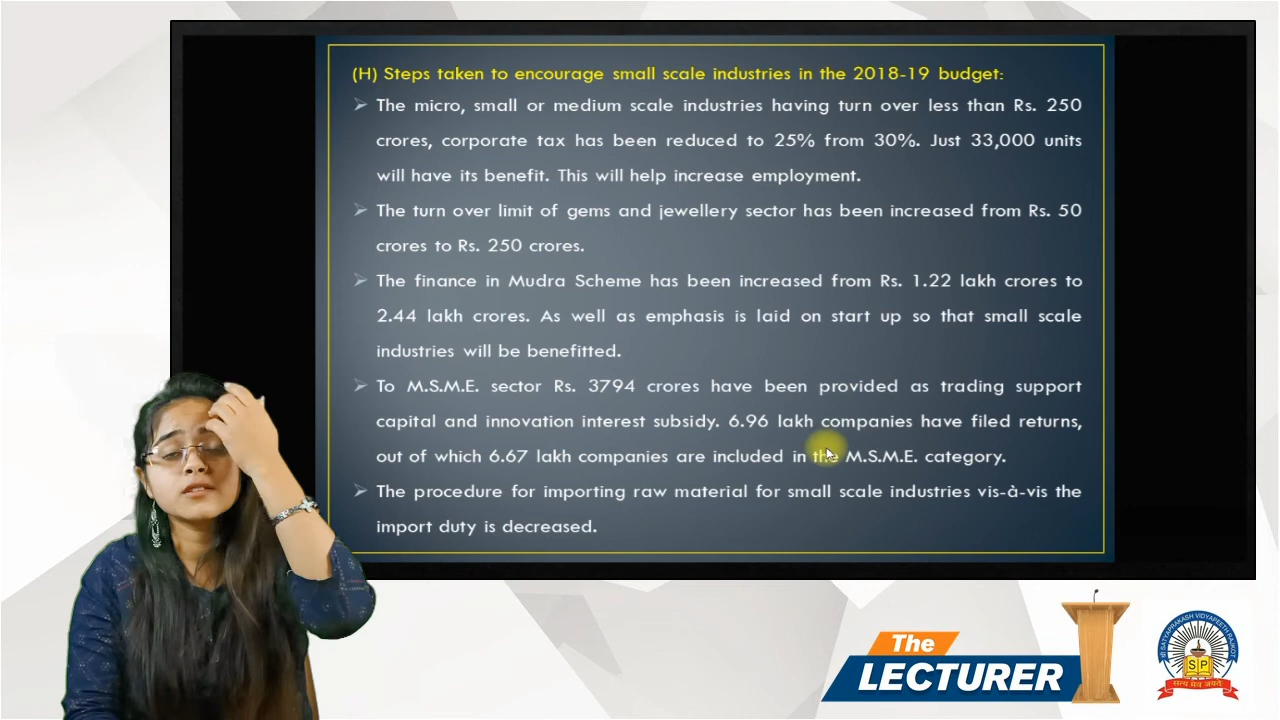 (H) Steps taken to encourage small scale industries in the 2018-19 budget:
➢ The micro, small or medium scale industries having turn over less than Rs. 250
crores, corporate tax has been reduced to 25% from 30%. Just 33,000 units
will have its benefit. This will help increase employment.
➢ The turn over limit of gems and jewellery sector has been increased from Rs. 50
crores to Rs. 250 crores.
➢ The finance in Mudra Scheme has been increased from Rs. 1.22 lakh crores to
2.44 lakh crores. As well as emphasis is laid on start up so that small scale
industries will be benefitted.
➢ To M.S.M.E. sector Rs. 3794 crores have been provided as trading support
capital and innovation interest subsidy. 6.96 lakh companies have filed returns,
out of which 6.67 lakh companies are included in the M.S.M.E. category.
➢ The procedure for importing raw material for small scale industries vis-à-vis the
import duty is decreased.
The
LECTURER
SATYAPRAKASH VIDYAPEETH RAJKOT
S P
सत्य मेव जयते